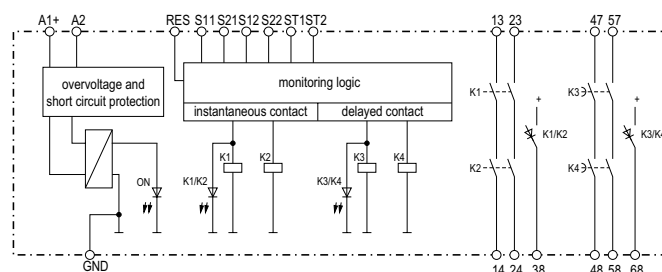 A1+ A2 RES S11 S21 S12 S22 ST1 ST2 13 23 47 57
overvoltage and
short circuit protection
monitoring logic
instantaneous contact
delayed contact
K1 K3
+ +
K1/K2 K3/K4
K1 K2 K3 K4
ON K1/K2 K3/K4
K2 K4
GND 14 24 38 48 58 68